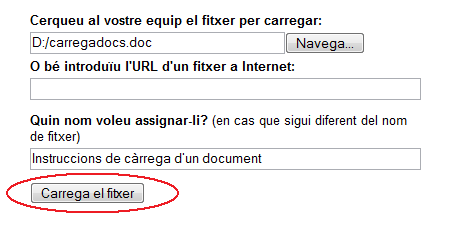 Cerqueu al vostre equip el fitxer per carregar:
D:/carregadocs.doc Navega...
O bé introduïu l'URL d'un fitxer a Internet:
Quin nom voleu assignar-li? (en cas que sigui diferent del nom
de fitxer)
Instruccions de càrrega d'un document
Carrega el fitxer